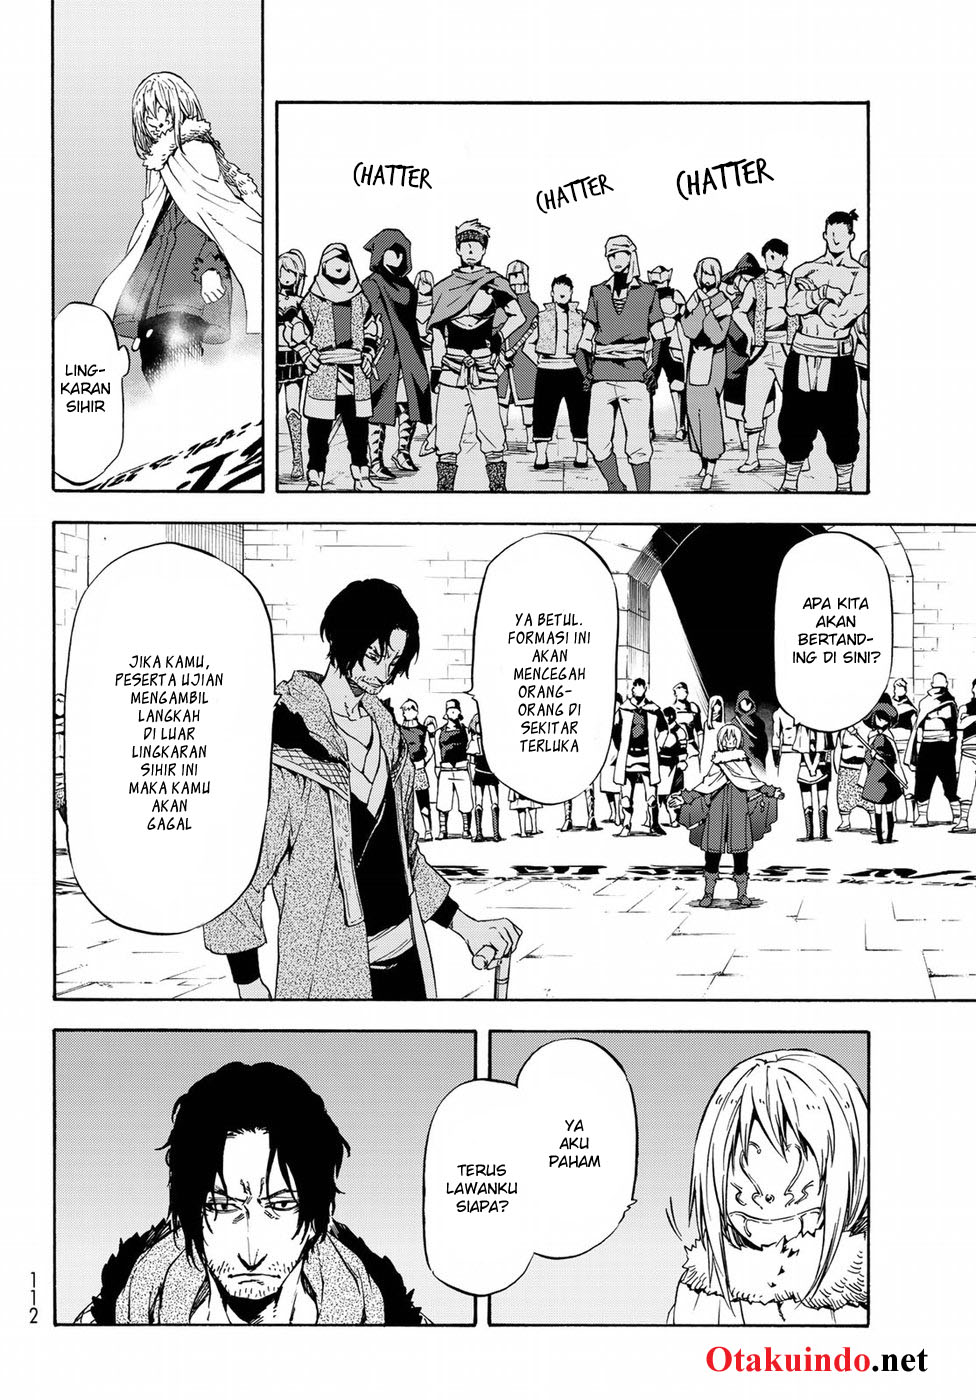 CHATTER
CHATTER
CHATTER
LING-
KARAN
SIHIR
APA KITA
AKAN
BERTAND-
ING DI SINI?
YA BETUL.
FORMASI INI
AKAN
MENCEGAH
ORANG-
ORANG DI
SEKITAR
TERLUKA
JIKA KAMU,
PESERTA UJIAN
MENGAMBIL
LANGKAH
DI LUAR
LINGKARAN
SIHIR INI
MAKA KAMU
AKAN
GAGAL
YA
AKU
PAHAM
TERUS
LAWANKU
SIAPA?
112
Otakuindo.net